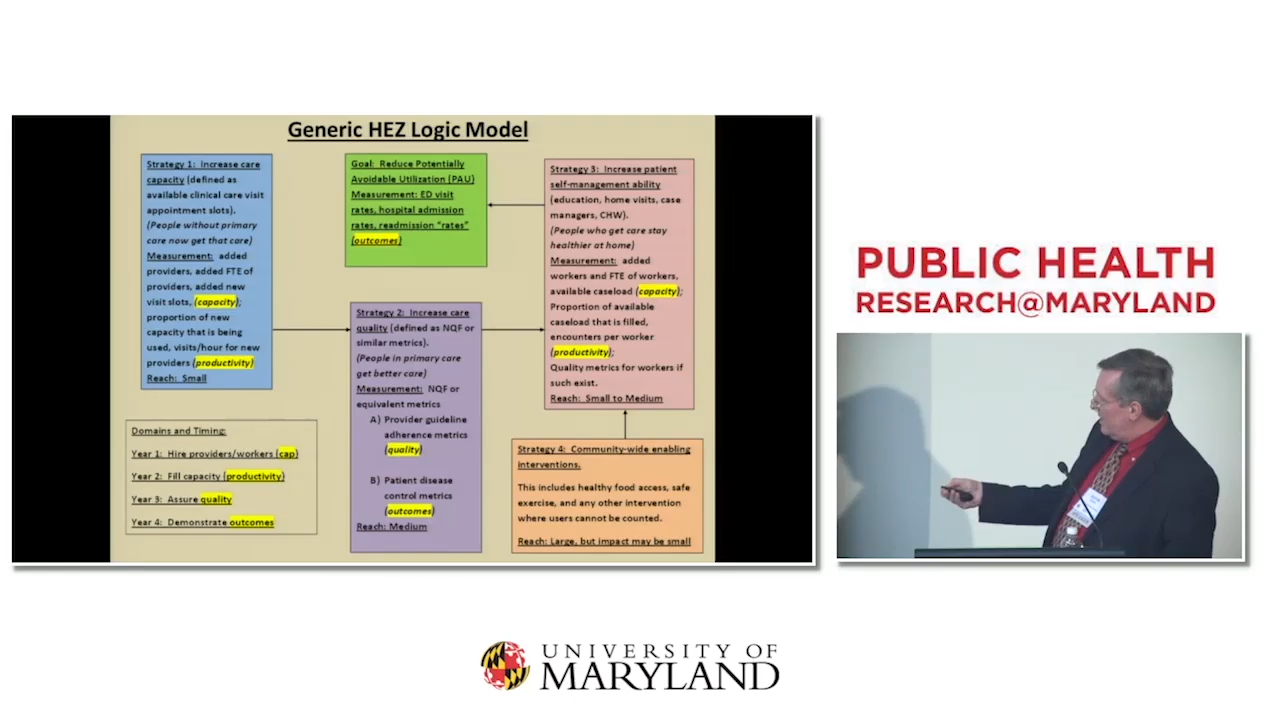 Generic HEZ Logic Model
Strategy 1: Increase care
capacity (defined as
available clinical care visit
appointment slots).
(People without primary
care now get that care)
Measurement: added
providers, added FTE of
providers, added new
visit slots, (capacity);
proportion of new
capacity that is being
used, visits/hour for new
providers (productivity)
Reach: Small
Goal: Reduce Potentially
Avoidable Utilization (PAU)
Measurement: ED visit
rates, hospital admission
rates, readmission "rates"
(outcomes)
Strategy 3: Increase patient
self-management ability
(education, home visits, case
managers, CHW).
(People who get care stay
healthier at home)
Measurement: added
workers and FTE of workers,
available caseload (capacity);
Proportion of available
caseload that is filled,
encounters per worker
(productivity);
Quality metrics for workers if
such exist.
Reach: Small to Medium
Strategy 2: Increase care
quality (defined as NQF or
similar metrics).
(People in primary care
get better care)
Measurement: NQF or
equivalent metrics
A) Provider guideline
adherence metrics
(quality)
B) Patient disease
control metrics
(outcomes)
Reach: Medium
Domains and Timing:
Year 1: Hire providers/workers (cap)
Year 2: Fill capacity (productivity)
Year 3: Assure quality
Year 4: Demonstrate outcomes
Strategy 4: Community-wide enabling
interventions.
This includes healthy food access, safe
exercise, and any other intervention
where users cannot be counted.
Reach: Large, but impact may be small
PUBLIC HEALTH
RESEARCH@MARYLAND
UNIVERSITY OF
MARYLAND